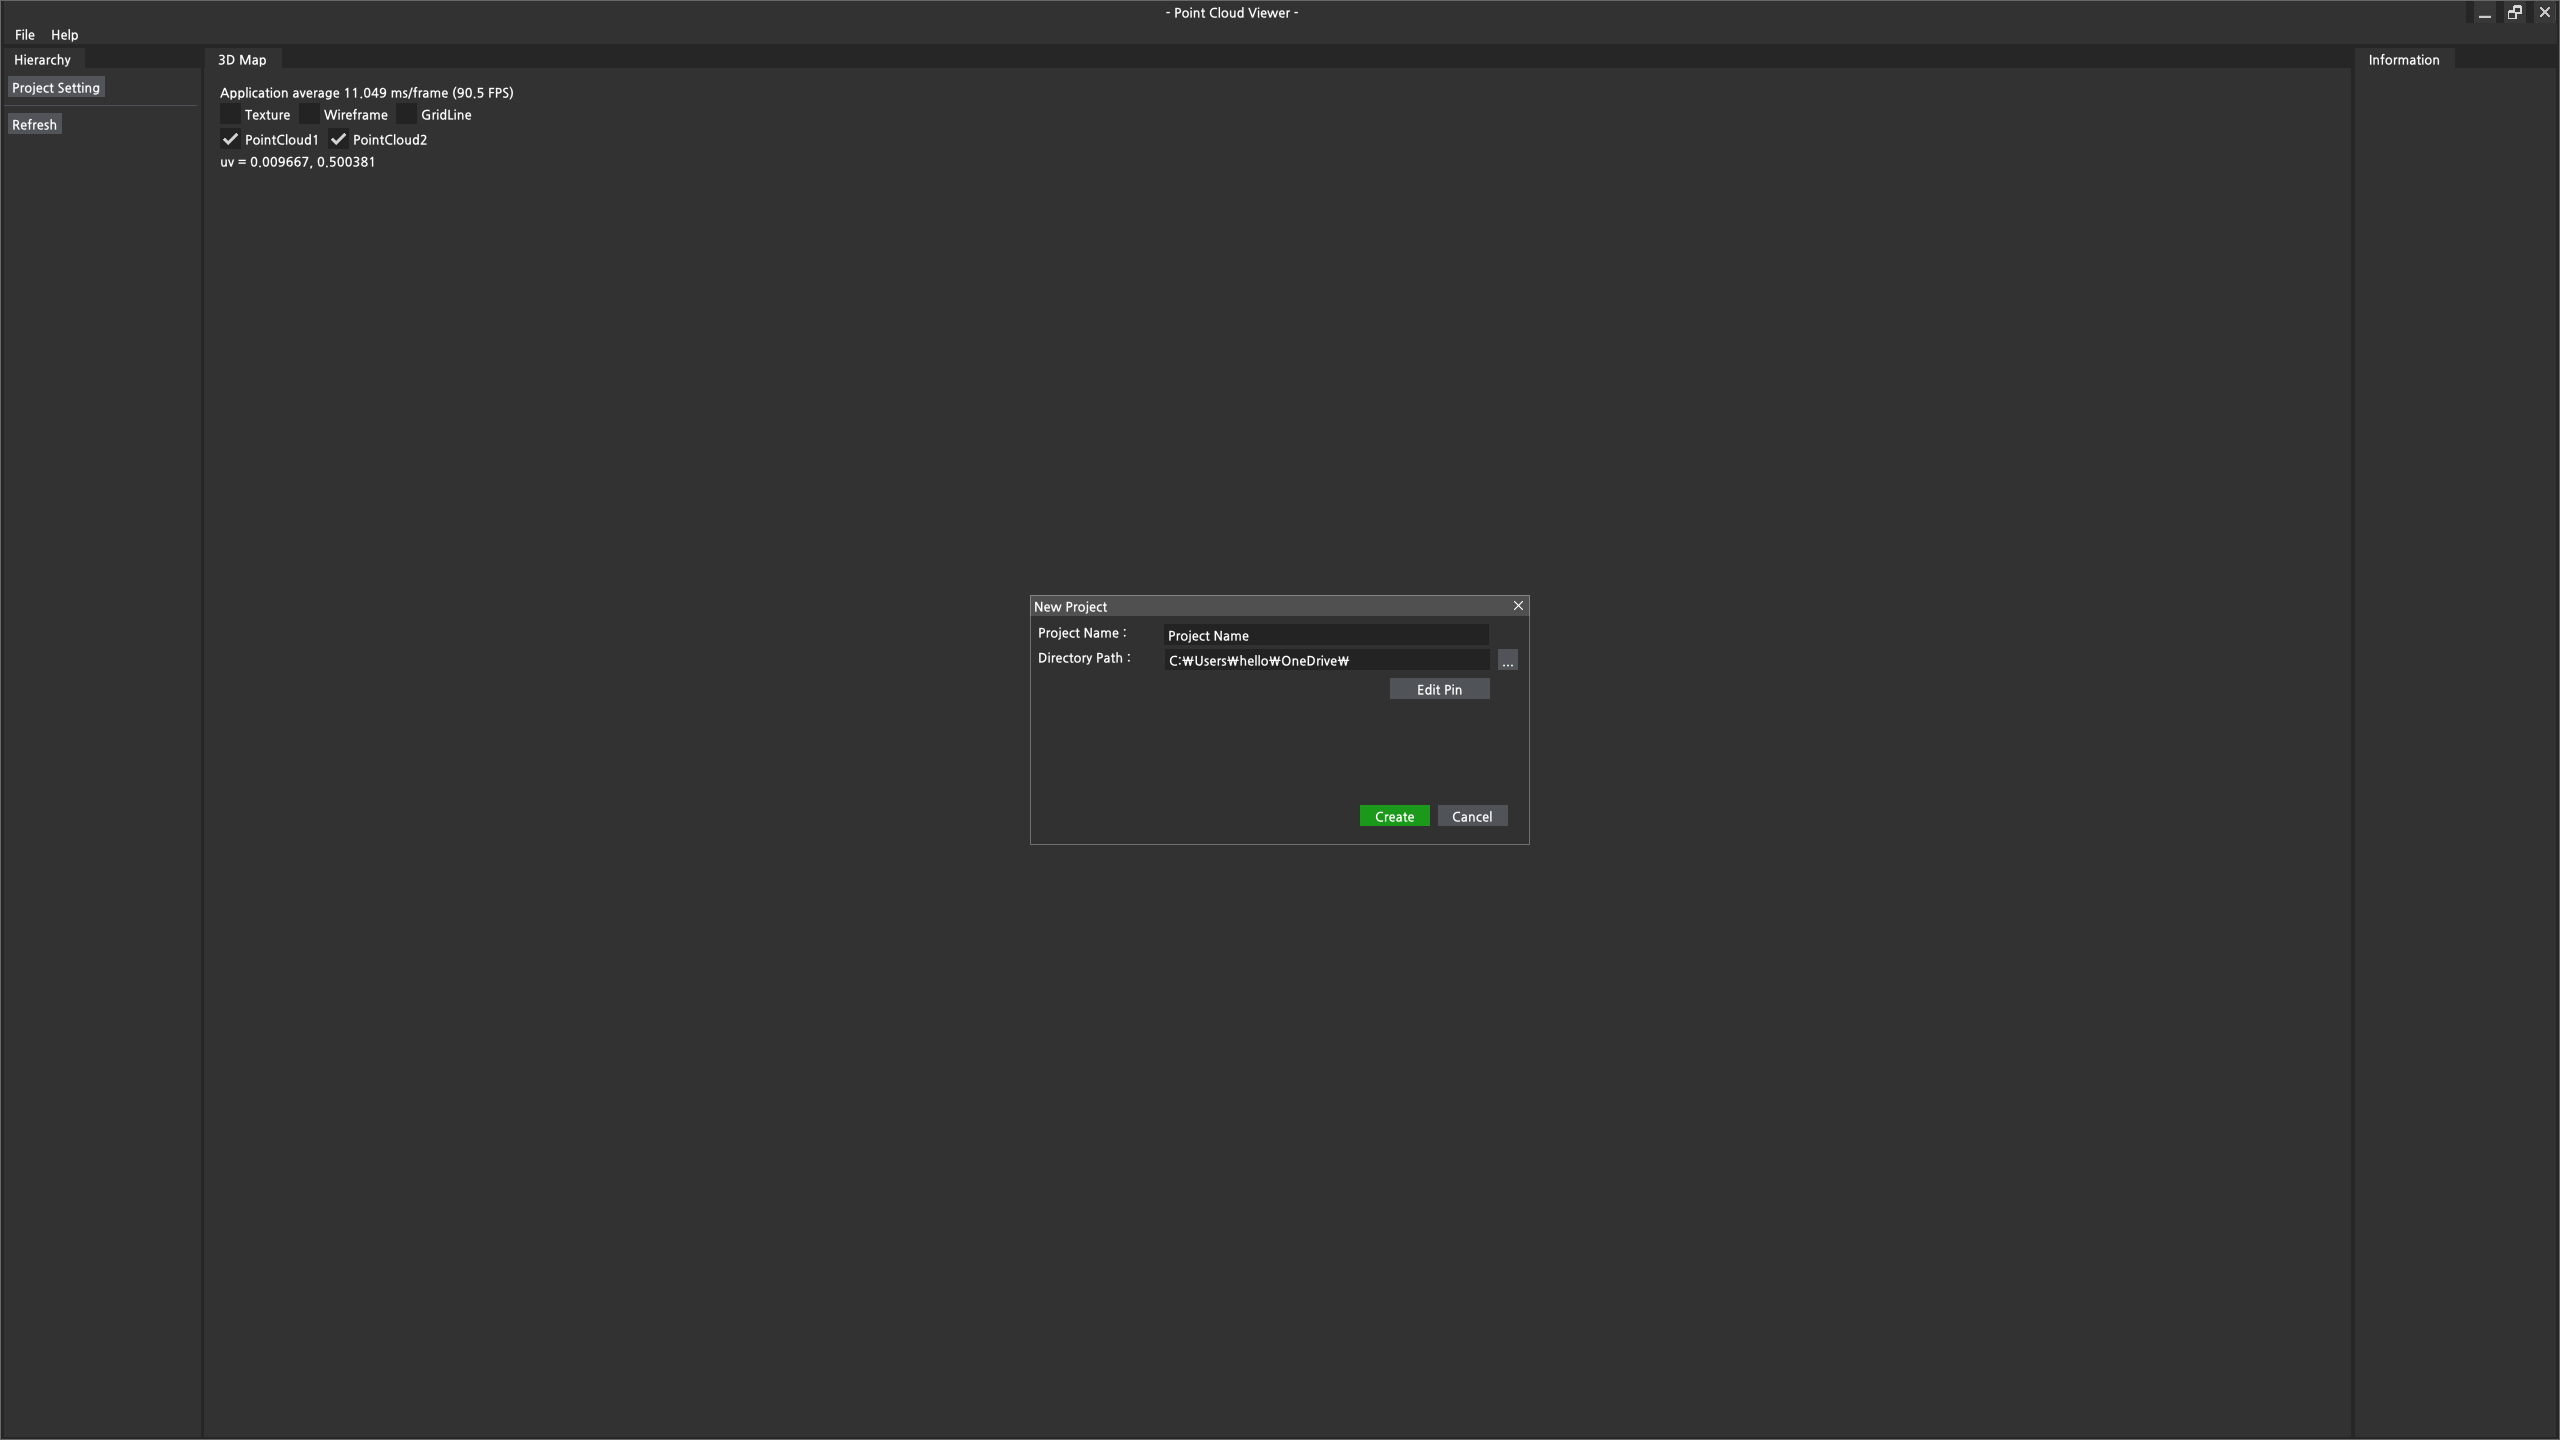 - Point Cloud Viewer -
File Help
Hierarchy
Project Setting
Refresh
3D Map
Application average 11.049 ms/frame (90.5 FPS)
Texture Wireframe GridLine
PointCloud1 PointCloud2
uv = 0.009667, 0.500381
Information
New Project
Project Name : Project Name
Directory Path : C:₩Users₩hello₩OneDrive₩ ...
Edit Pin
Create Cancel